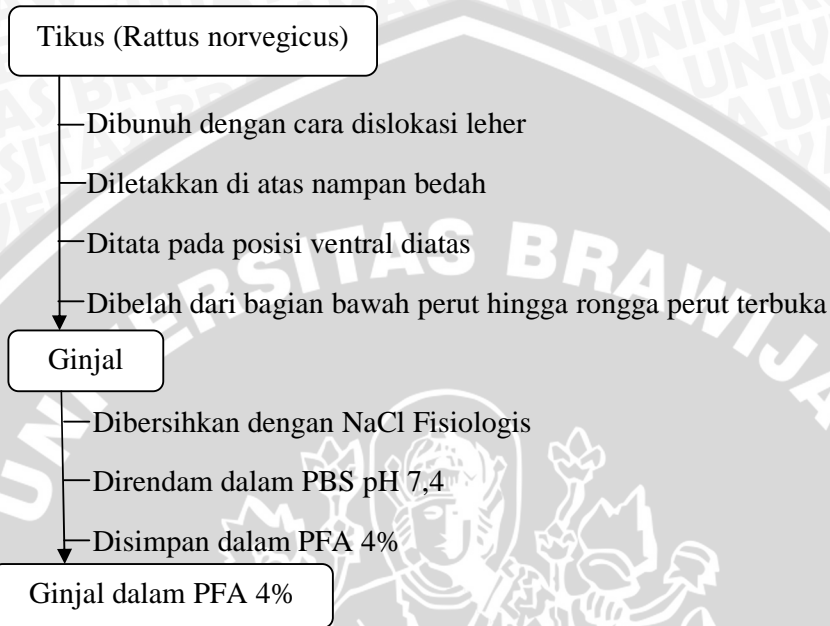 Tikus (Rattus norvegicus)
Dibunuh dengan cara dislokasi leher
Diletakkan di atas nampan bedah
Ditata pada posisi ventral diatas
Dibelah dari bagian bawah perut hingga rongga perut terbuka
Ginjal
Dibersihkan dengan NaCl Fisiologis
Direndam dalam PBS pH 7,4
Disimpan dalam PFA 4%
Ginjal dalam PFA 4%
UNIVERSITAS BRAWIJA